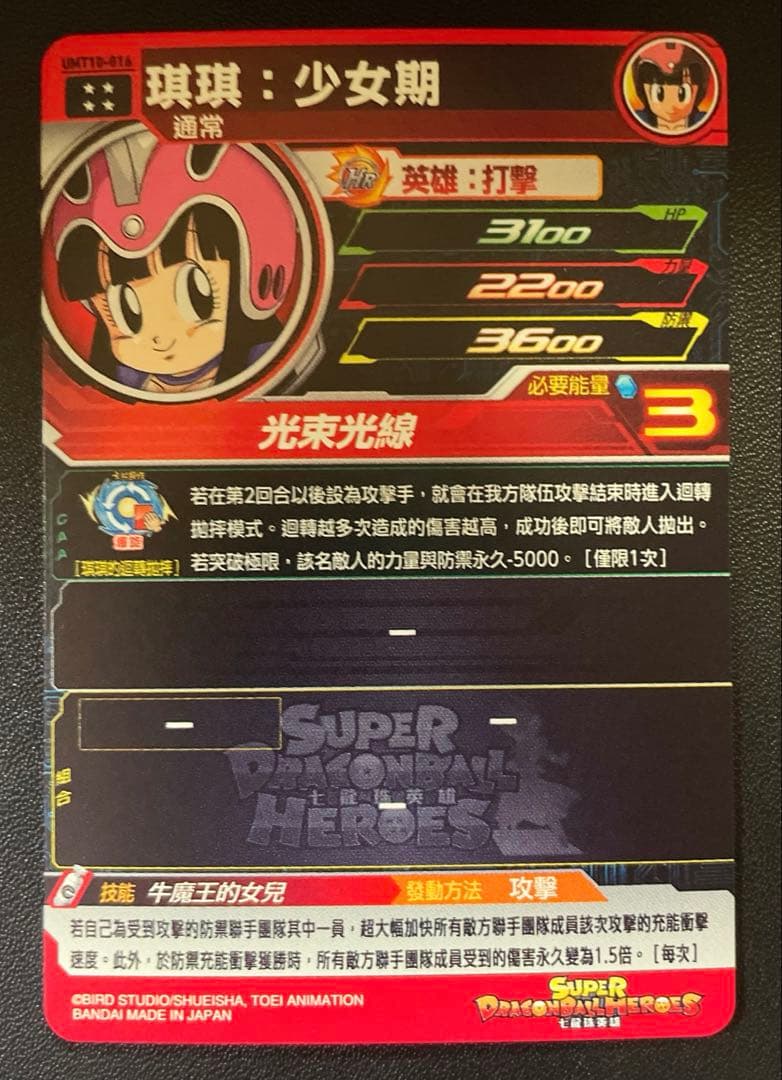 UMT10-016
琪琪：少女期
通常
HR 英雄：打擊
HP
3100
力量
2200
防禦
3600
必要能量 3
光束光線
CAA
爆旋
[琪琪的迴轉拋摔]
若在第2回合以後設為攻擊手，就會在我方隊伍攻擊結束時進入迴轉
拋摔模式。迴轉越多次造成的傷害越高，成功後即可將敵人拋出。
若突破極限，該名敵人的力量與防禦永久-5000。［僅限1次］
－
組合
－
－
－
SUPER
DRAGONBALL
七龍珠英雄
HEROES
技能 牛魔王的女兒 發動方法 攻擊
若自己為受到攻擊的防禦聯手團隊其中一員，超大幅加快所有敵方聯手團隊成員該次攻擊的充能衝擊
速度。此外，於防禦充能衝擊獲勝時，所有敵方聯手團隊成員受到的傷害永久變為1.5倍。［每次］
©BIRD STUDIO/SHUEISHA, TOEI ANIMATION
BANDAI MADE IN JAPAN
SUPER
DRAGONBALL HEROES
七龍珠英雄